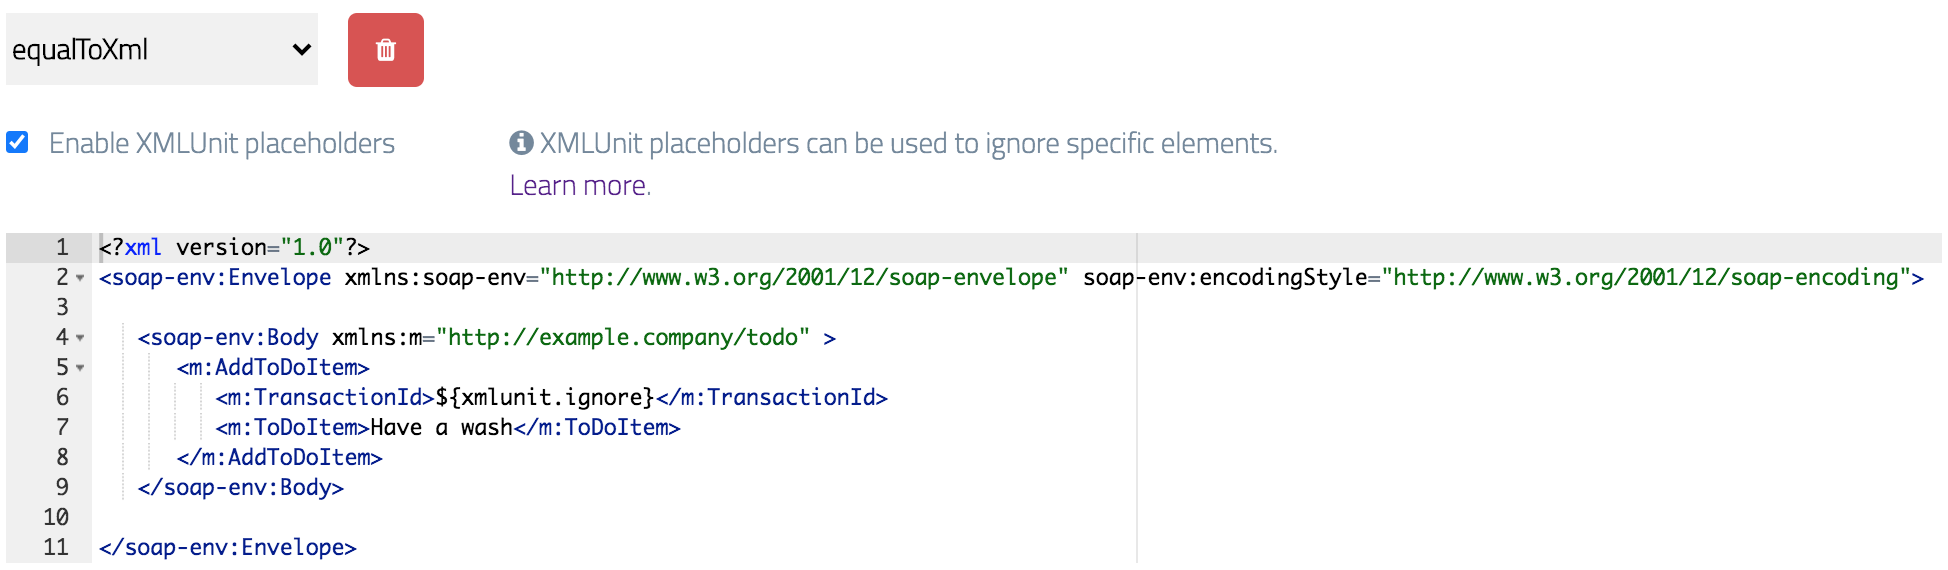 equalToXml
Enable XMLUnit placeholders
XMLUnit placeholders can be used to ignore specific elements.
Learn more.
1 <?xml version="1.0"?>
2 <soap-env:Envelope xmlns:soap-env="http://www.w3.org/2001/12/soap-envelope" soap-env:encodingStyle="http://www.w3.org/2001/12/soap-encoding">
3
4 <soap-env:Body xmlns:m="http://example.company/todo" >
5 <m:AddToDoItem>
6 <m:TransactionId>${xmlunit.ignore}</m:TransactionId>
7 <m:ToDoItem>Have a wash</m:ToDoItem>
8 </m:AddToDoItem>
9 </soap-env:Body>
10
11 </soap-env:Envelope>